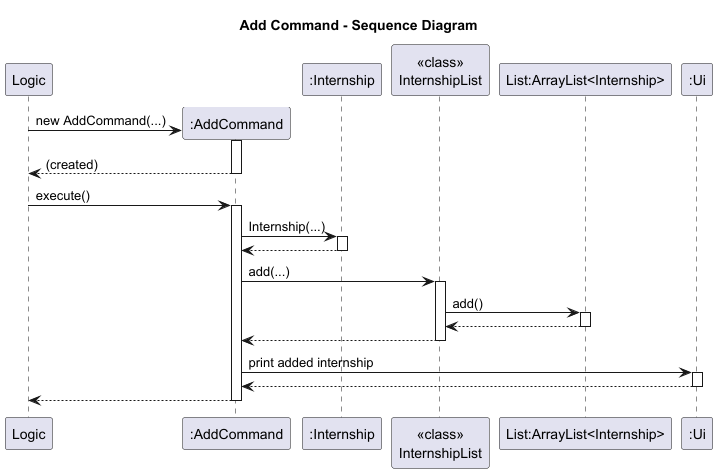 Add Command - Sequence Diagram
«class»
Logic
:Internship
InternshipList
List:ArrayList<Internship>
:Ui
new AddCommand(...)
:AddCommand
(created)
execute()
Internship(...)
add(...)
add()
print added internship
Logic
:AddCommand
:Internship
«class»
InternshipList
List:ArrayList<Internship>
:Ui